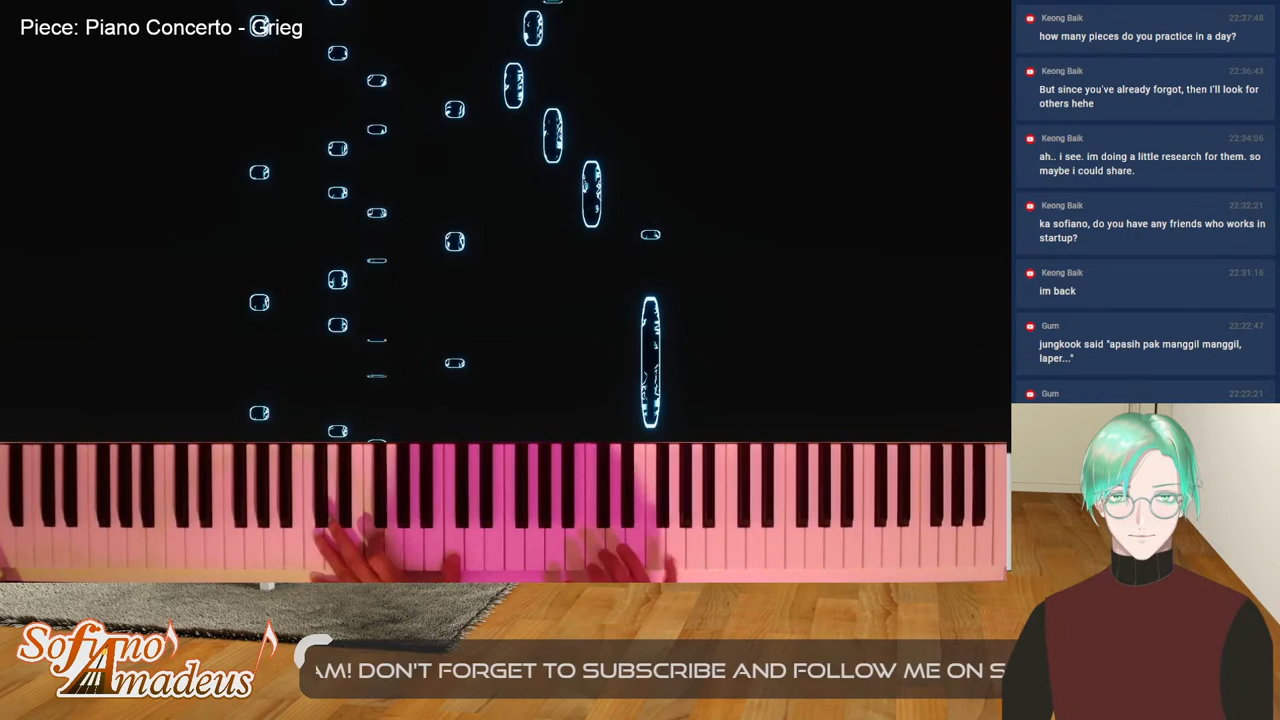 Piece: Piano Concerto - Grieg
Keong Baik 22:37:48
how many pieces do you practice in a day?
Keong Baik 22:36:43
But since you've already forgot, then I'll look for
others hehe
Keong Baik 22:34:06
ah.. i see. im doing a little research for them. so
maybe i could share.
Keong Baik 22:32:21
ka sofiano, do you have any friends who works in
startup?
Keong Baik 22:31:16
im back
Gum 22:22:47
jungkook said "apasih pak manggil manggil,
laper..."
Gum 22:22:21
Sofiano
Amadeus
AM! DON'T FORGET TO SUBSCRIBE AND FOLLOW ME ON S